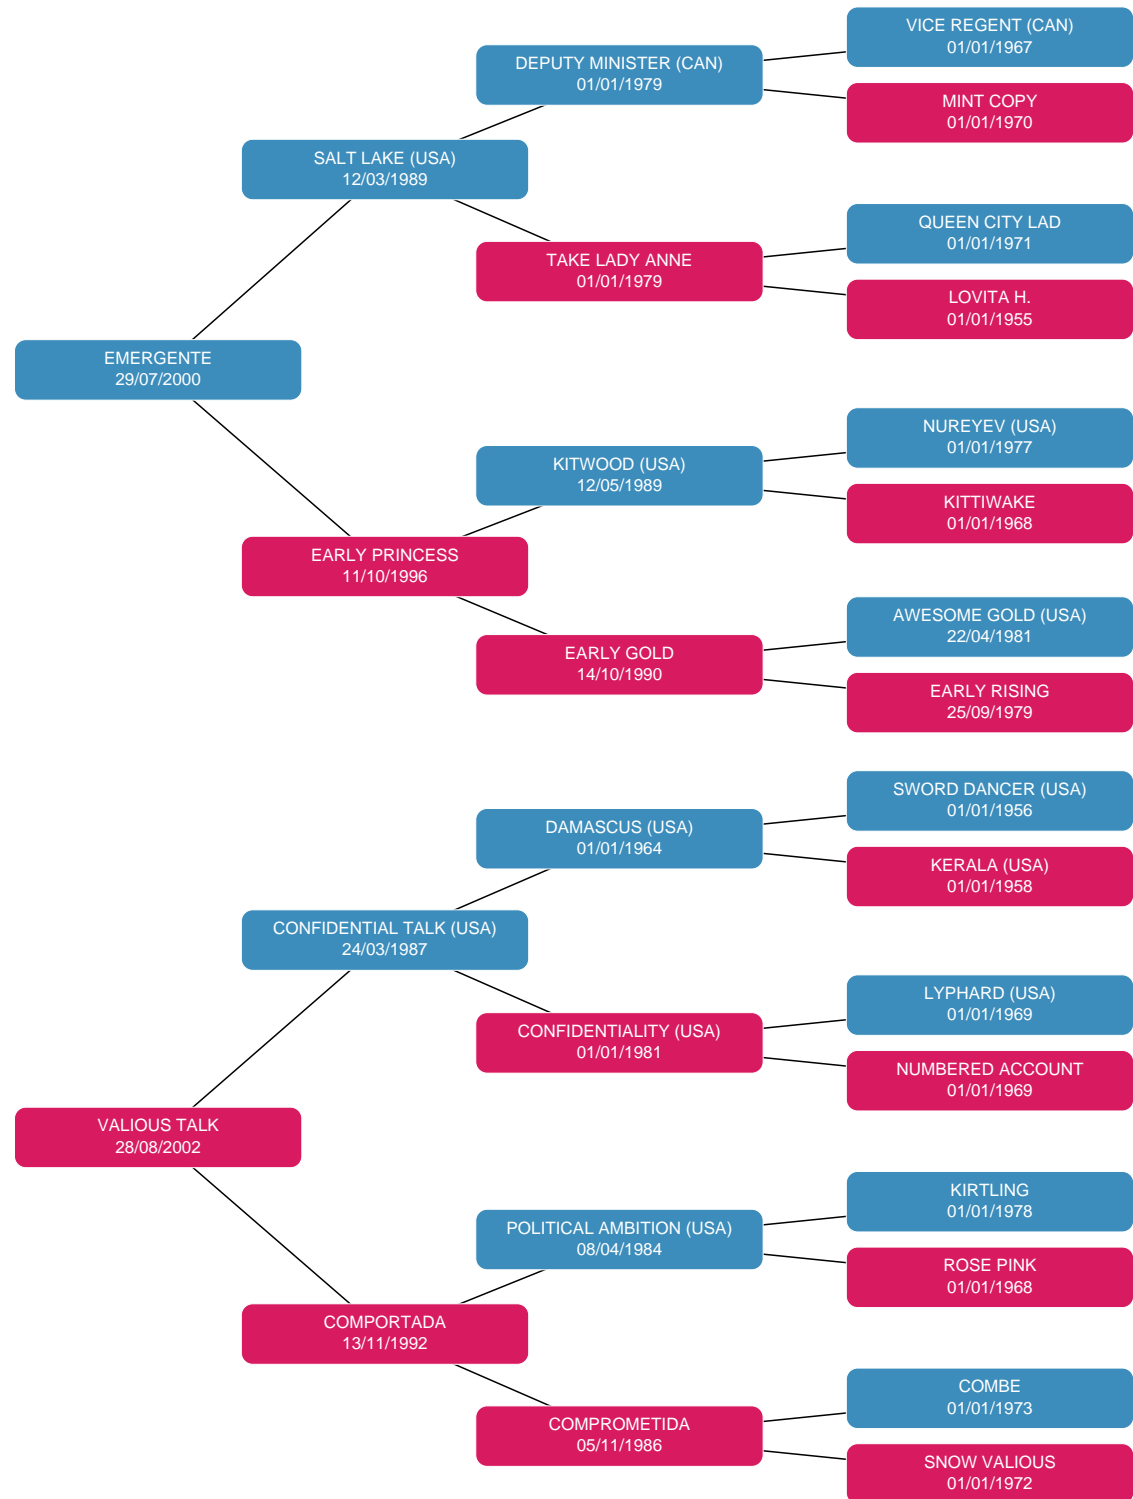 VICE REGENT (CAN)
01/01/1967
DEPUTY MINISTER (CAN)
01/01/1979
MINT COPY
01/01/1970
SALT LAKE (USA)
12/03/1989
QUEEN CITY LAD
01/01/1971
TAKE LADY ANNE
01/01/1979
LOVITA H.
01/01/1955
EMERGENTE
29/07/2000
NUREYEV (USA)
01/01/1977
KITWOOD (USA)
12/05/1989
KITTIWAKE
01/01/1968
EARLY PRINCESS
11/10/1996
AWESOME GOLD (USA)
22/04/1981
EARLY GOLD
14/10/1990
EARLY RISING
25/09/1979
SWORD DANCER (USA)
01/01/1956
DAMASCUS (USA)
01/01/1964
KERALA (USA)
01/01/1958
CONFIDENTIAL TALK (USA)
24/03/1987
LYPHARD (USA)
01/01/1969
CONFIDENTIALITY (USA)
01/01/1981
NUMBERED ACCOUNT
01/01/1969
VALIOUS TALK
28/08/2002
KIRTLING
01/01/1978
POLITICAL AMBITION (USA)
08/04/1984
ROSE PINK
01/01/1968
COMPORTADA
13/11/1992
COMBE
01/01/1973
COMPROMETIDA
05/11/1986
SNOW VALIOUS
01/01/1972